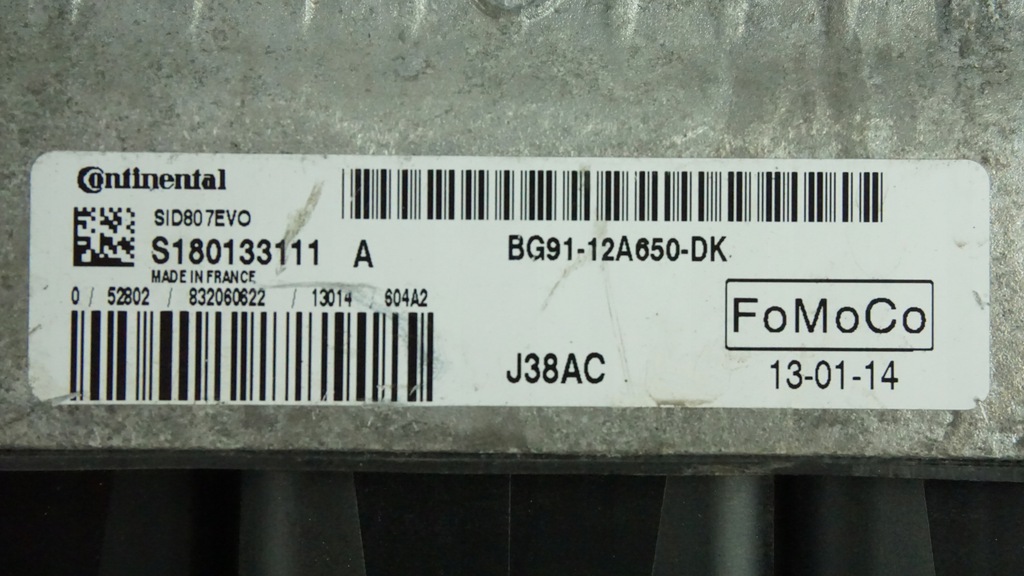 Continental
SID807EVO
S180133111 A
MADE IN FRANCE
0 / 52802 / 832060622 / 13014 / 604A2
BG91-12A650-DK
FoMoCo
J38AC
13-01-14